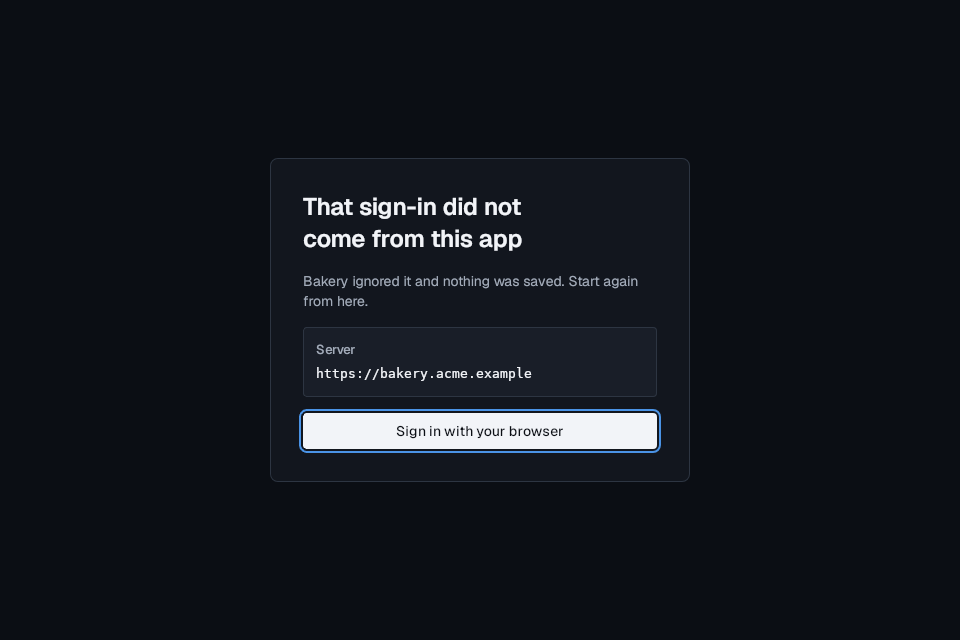 That sign-in did not
come from this app
Bakery ignored it and nothing was saved. Start again
from here.
Server
https://bakery.acme.example
Sign in with your browser